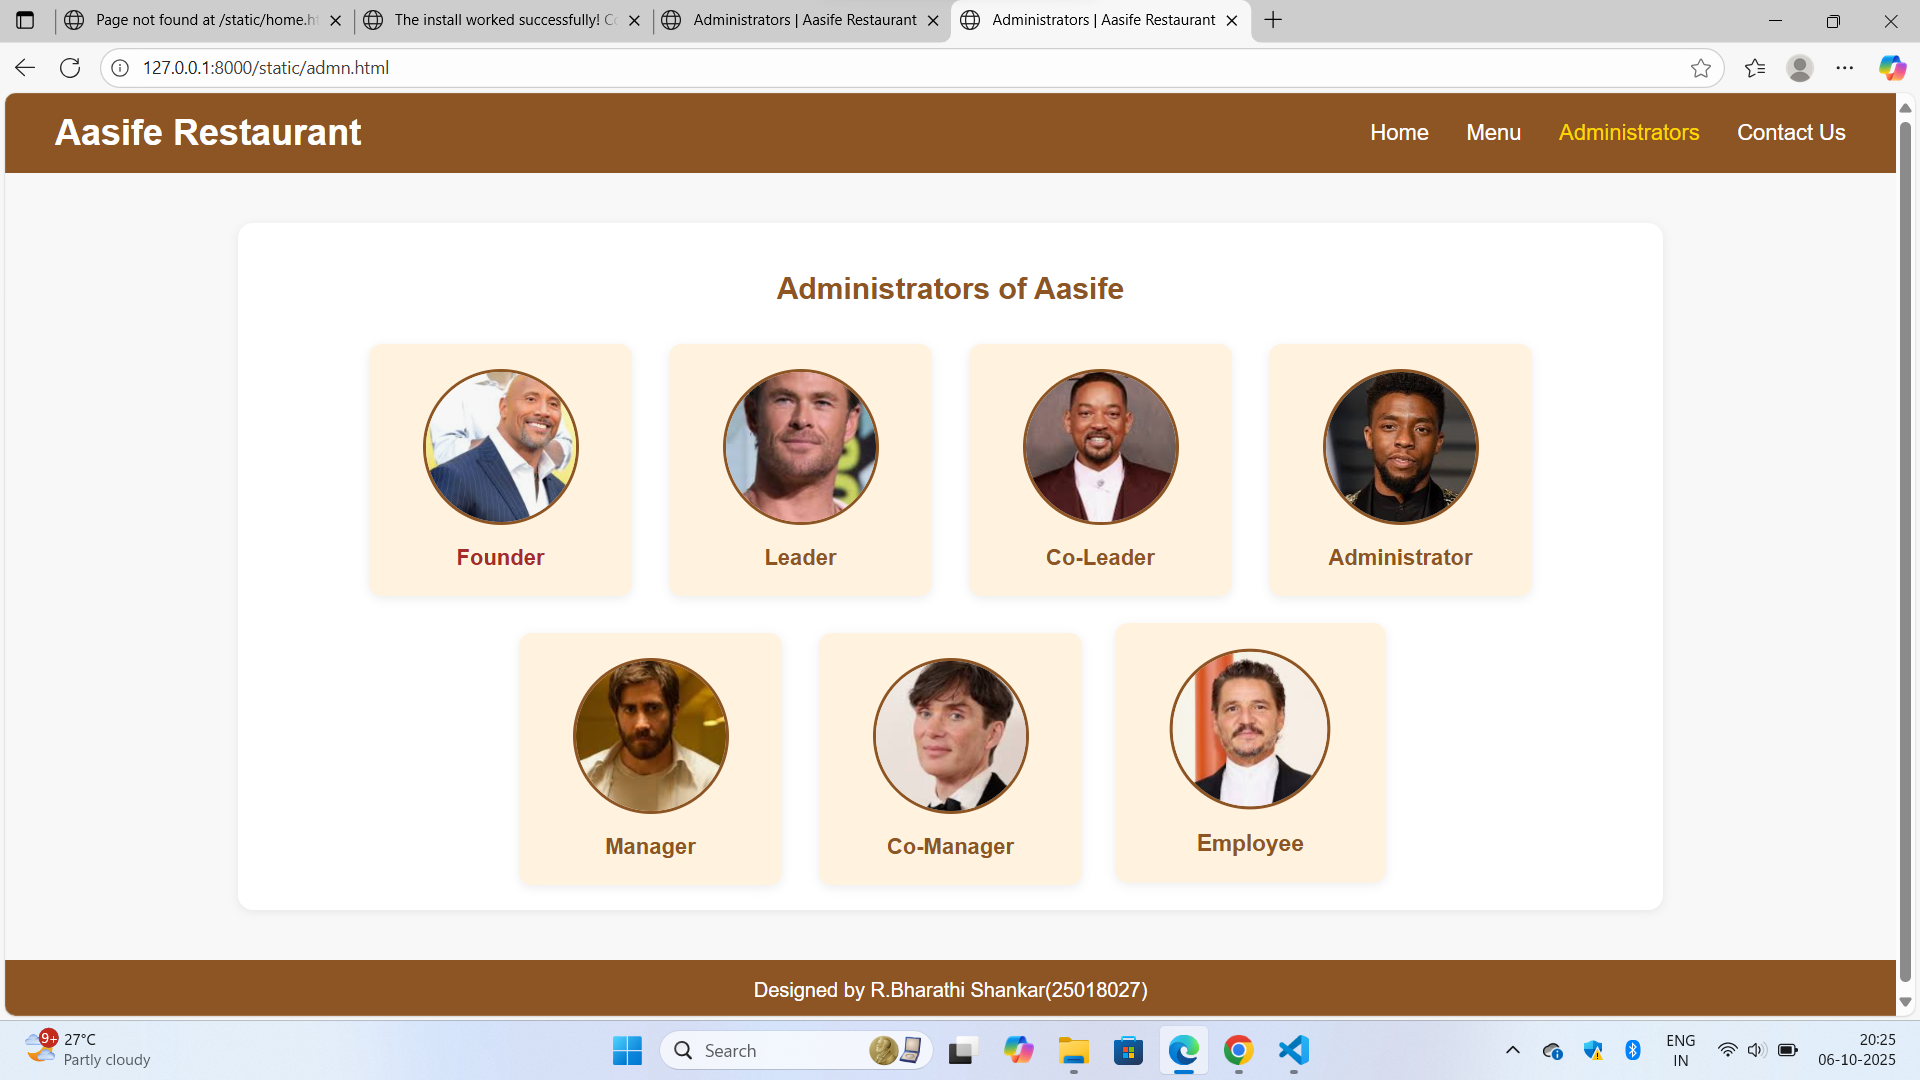 Page not found at /static/home.ht
The install worked successfully! Co
Administrators | Aasife Restaurant
Administrators | Aasife Restaurant
127.0.0.1:8000/static/admn.html
Aasife Restaurant
Home
Menu
Administrators
Contact Us
Administrators of Aasife
Founder
Leader
Co-Leader
Administrator
Manager
Co-Manager
Employee
Designed by R.Bharathi Shankar(25018027)
9+
27°C
Partly cloudy
Search
ENG
IN
20:25
06-10-2025